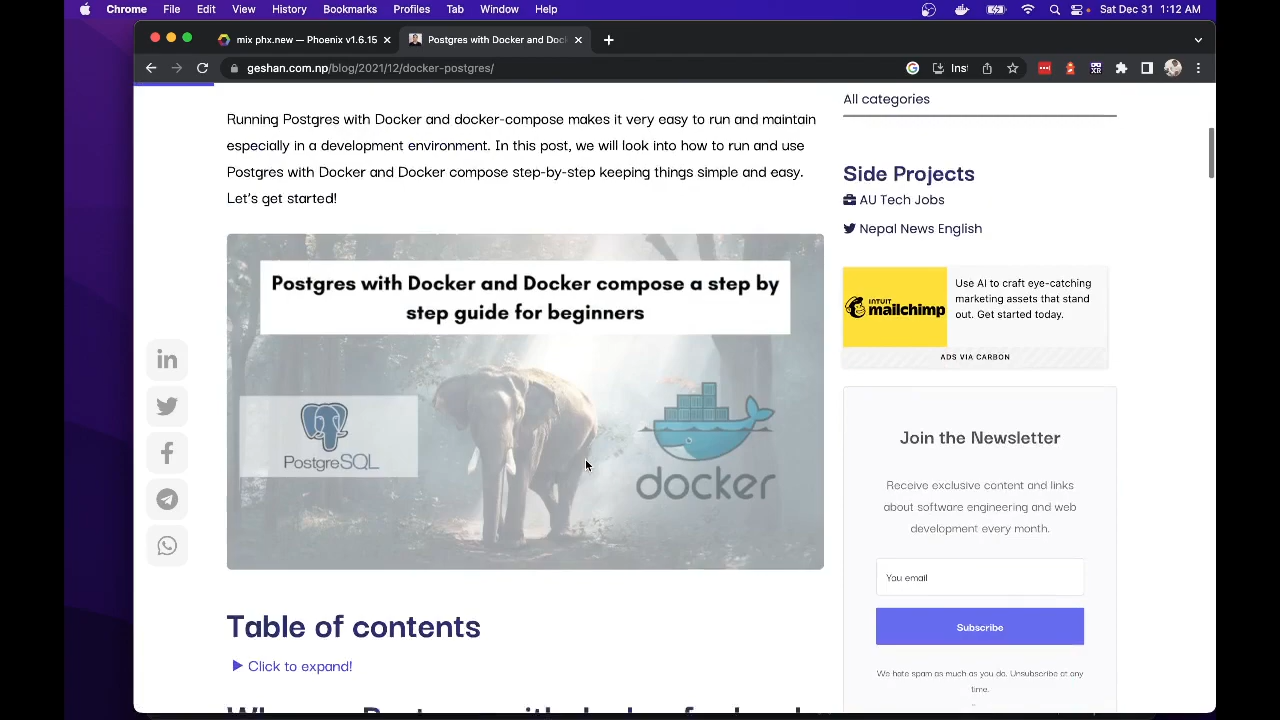 Chrome File Edit View History Bookmarks Profiles Tab Window Help Sat Dec 31 1:12 AM
mix phx.new — Phoenix v1.6.15
Postgres with Docker and Doc
geshan.com.np/blog/2021/12/docker-postgres/
Inst
Running Postgres with Docker and docker-compose makes it very easy to run and maintain
especially in a development environment. In this post, we will look into how to run and use
Postgres with Docker and Docker compose step-by-step keeping things simple and easy.
Let's get started!
Postgres with Docker and Docker compose a step by
step guide for beginners
PostgreSQL
docker
Table of contents
Click to expand!
All categories
Side Projects
AU Tech Jobs
Nepal News English
INTUIT
mailchimp
Use AI to craft eye-catching
marketing assets that stand
out. Get started today.
ADS VIA CARBON
Join the Newsletter
Receive exclusive content and links
about software engineering and web
development every month.
You email
Subscribe
We hate spam as much as you do. Unsubscribe at any
time.